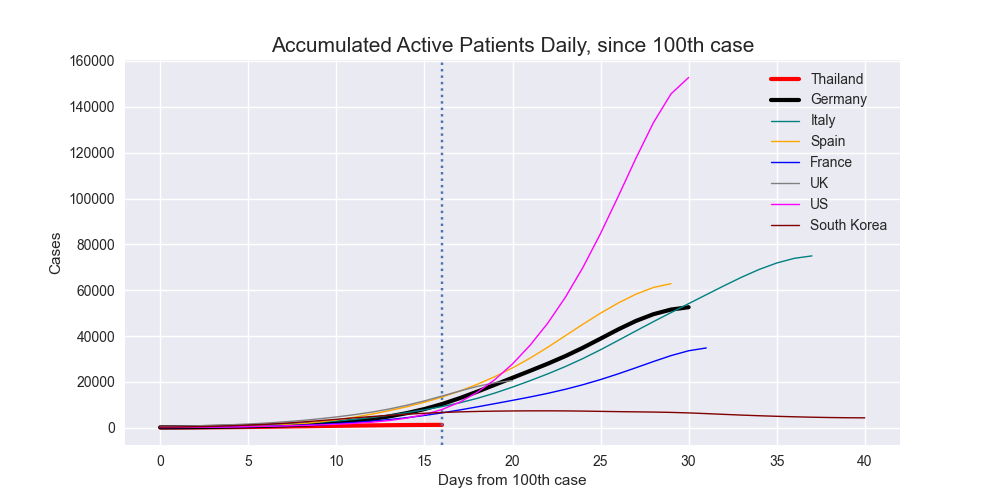 Accumulated Active Patients Daily, since 100th case
160000
140000
120000
100000
80000
60000
40000
20000
0
Cases
Thailand
Germany
Italy
Spain
France
UK
US
South Korea
0 5 10 15 20 25 30 35 40
Days from 100th case